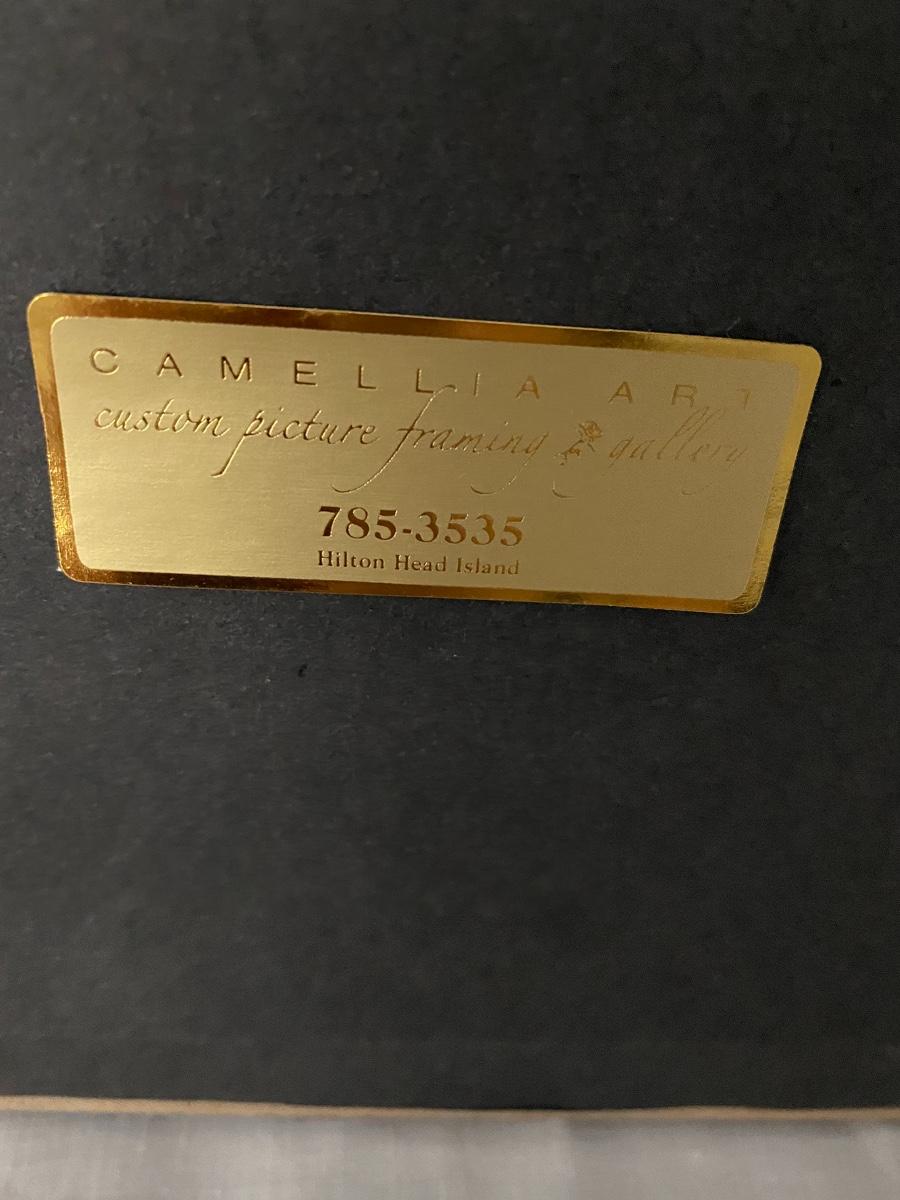 CAMELLIA ART
custom picture framing & gallery
785-3535
Hilton Head Island